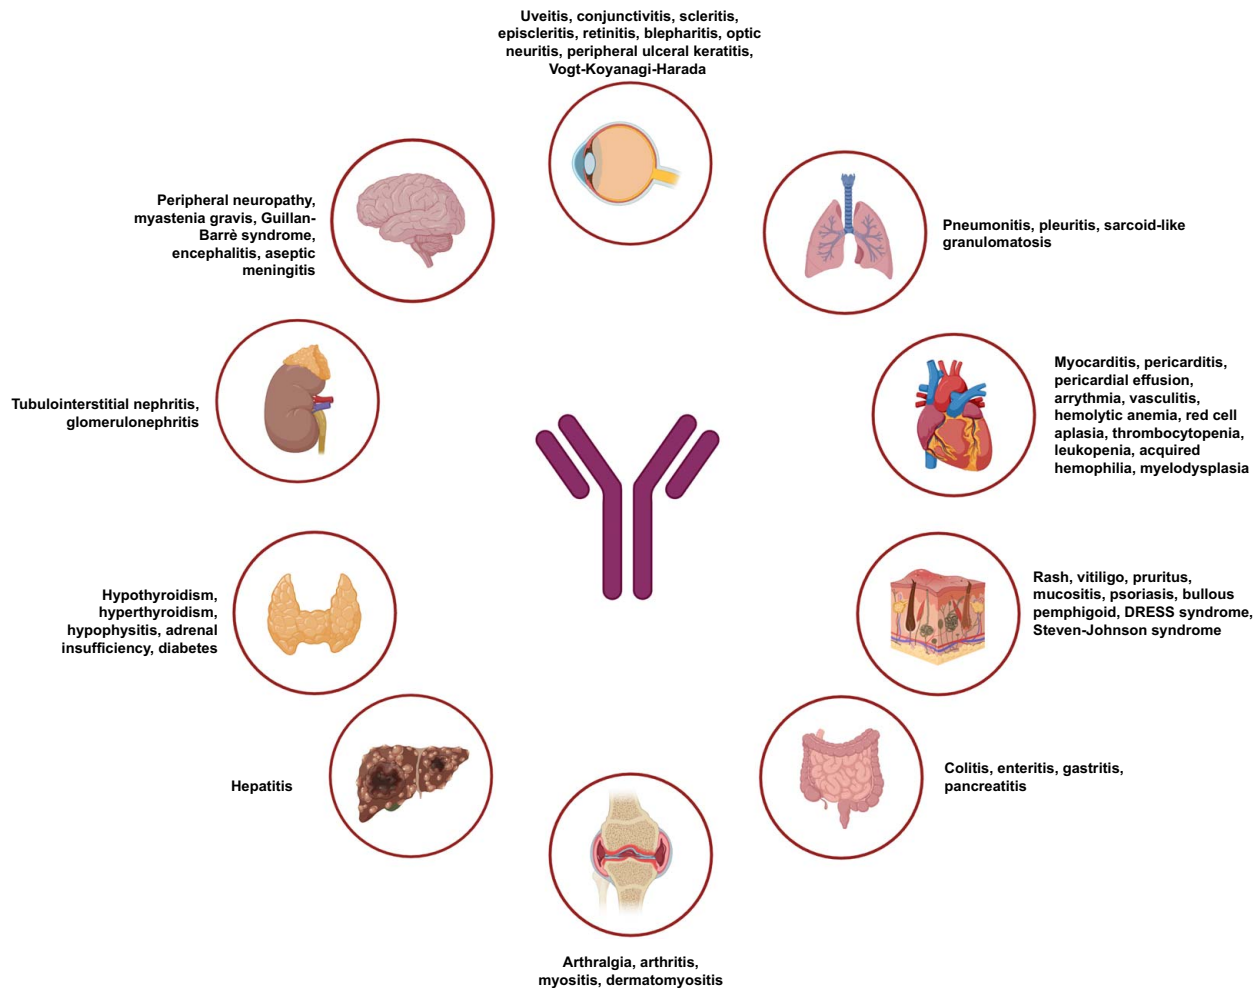 Uveitis, conjunctivitis, scleritis,
episcleritis, retinitis, blepharitis, optic
neuritis, peripheral ulceral keratitis,
Vogt-Koyanagi-Harada
Peripheral neuropathy,
myastenia gravis, Guillan-
Barrè syndrome,
encephalitis, aseptic
meningitis
Pneumonitis, pleuritis, sarcoid-like
granulomatosis
Tubulointerstitial nephritis,
glomerulonephritis
Myocarditis, pericarditis,
pericardial effusion,
arrythmia, vasculitis,
hemolytic anemia, red cell
aplasia, thrombocytopenia,
leukopenia, acquired
hemophilia, myelodysplasia
Hypothyroidism,
hyperthyroidism,
hypophysitis, adrenal
insufficiency, diabetes
Rash, vitiligo, pruritus,
mucositis, psoriasis, bullous
pemphigoid, DRESS syndrome,
Steven-Johnson syndrome
Hepatitis
Colitis, enteritis, gastritis,
pancreatitis
Arthralgia, arthritis,
myositis, dermatomyositis